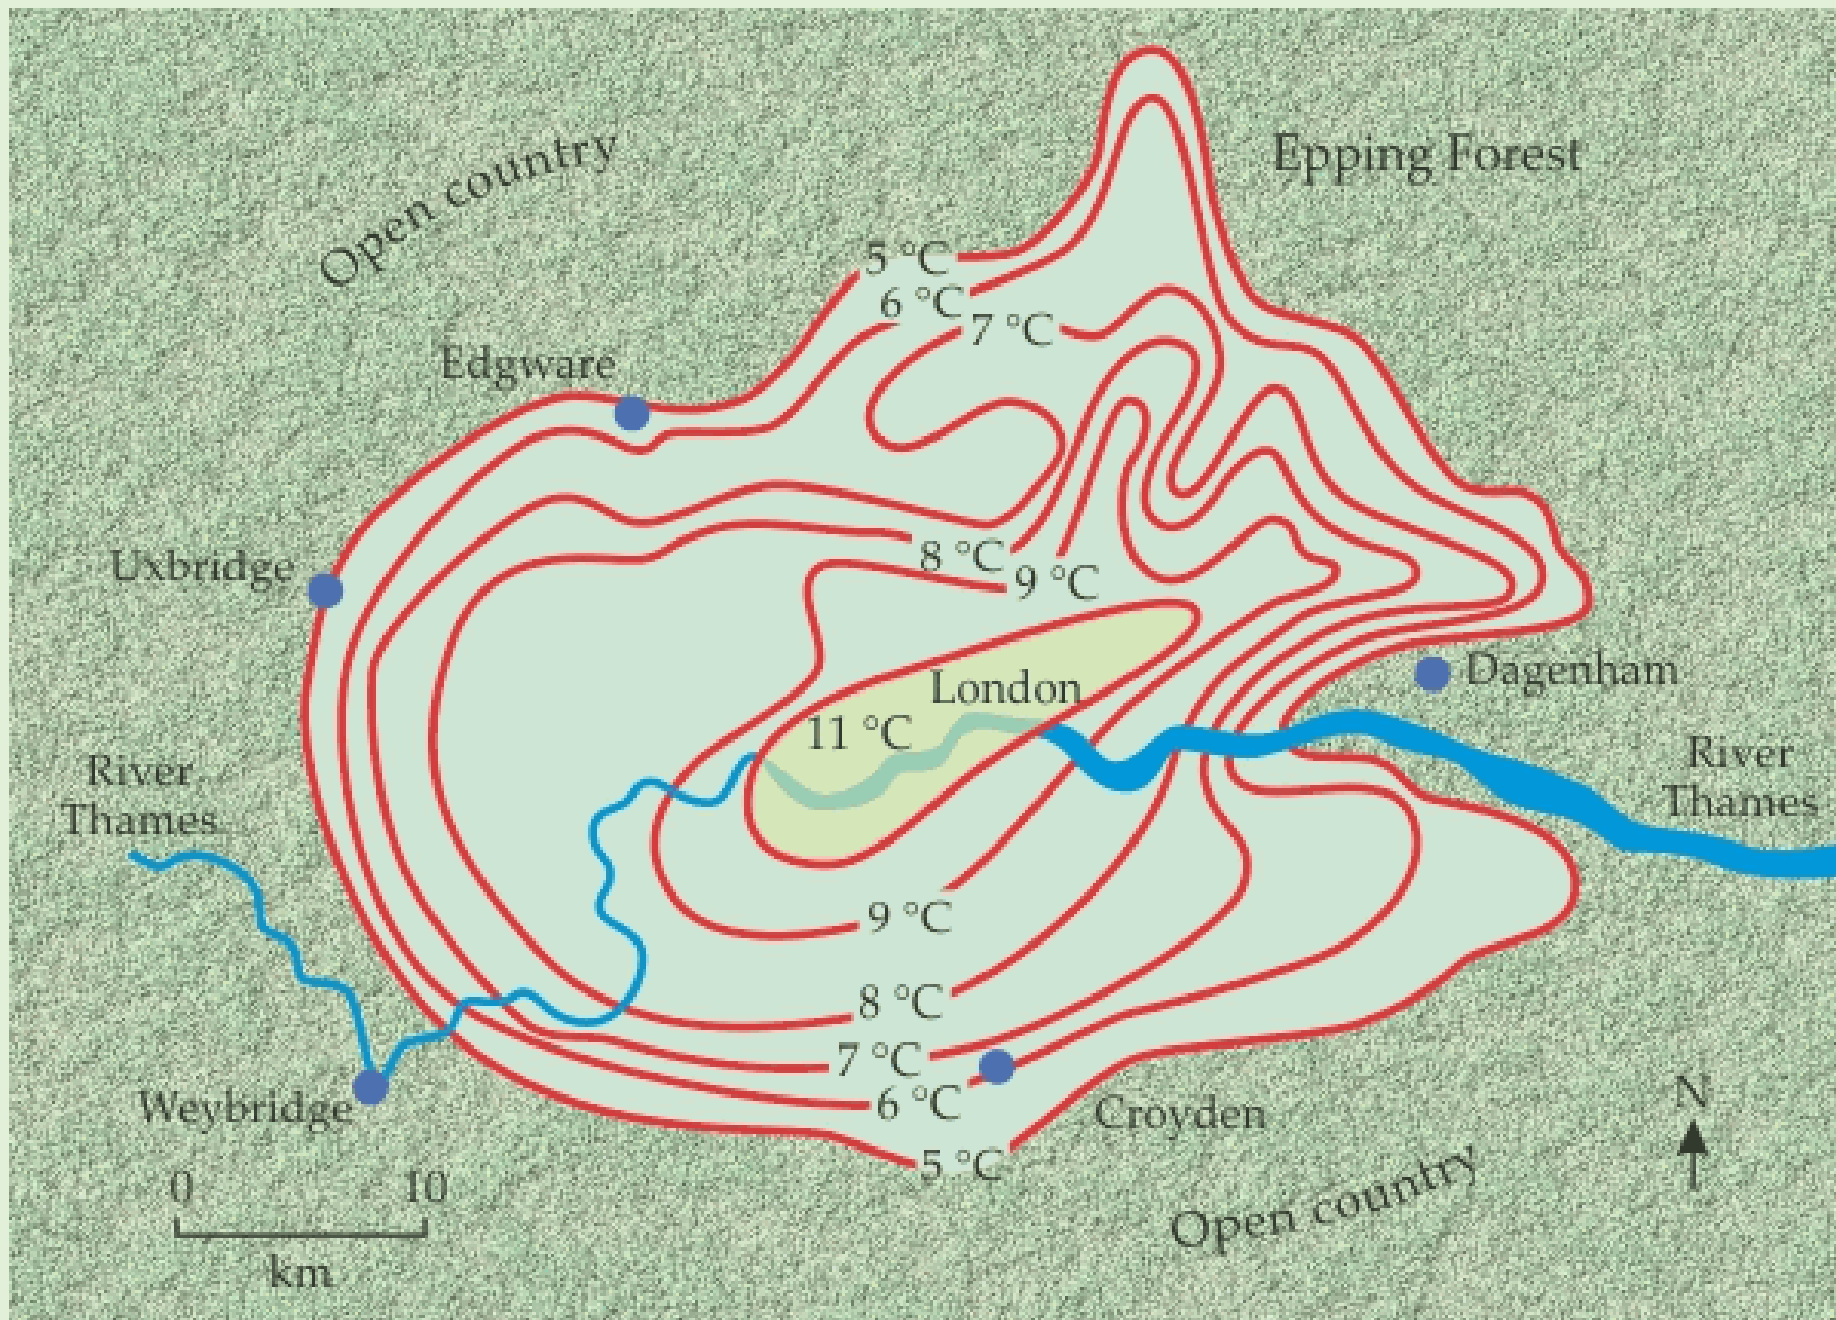 Open country
Epping Forest
5 °C
6 °C
7 °C
Edgware
8 °C
9 °C
Uxbridge
London
11 °C
Dagenham
River
Thames
River
Thames
9 °C
8 °C
7 °C
6 °C
5 °C
Weybridge
Croyden
N
0 10
km
Open country